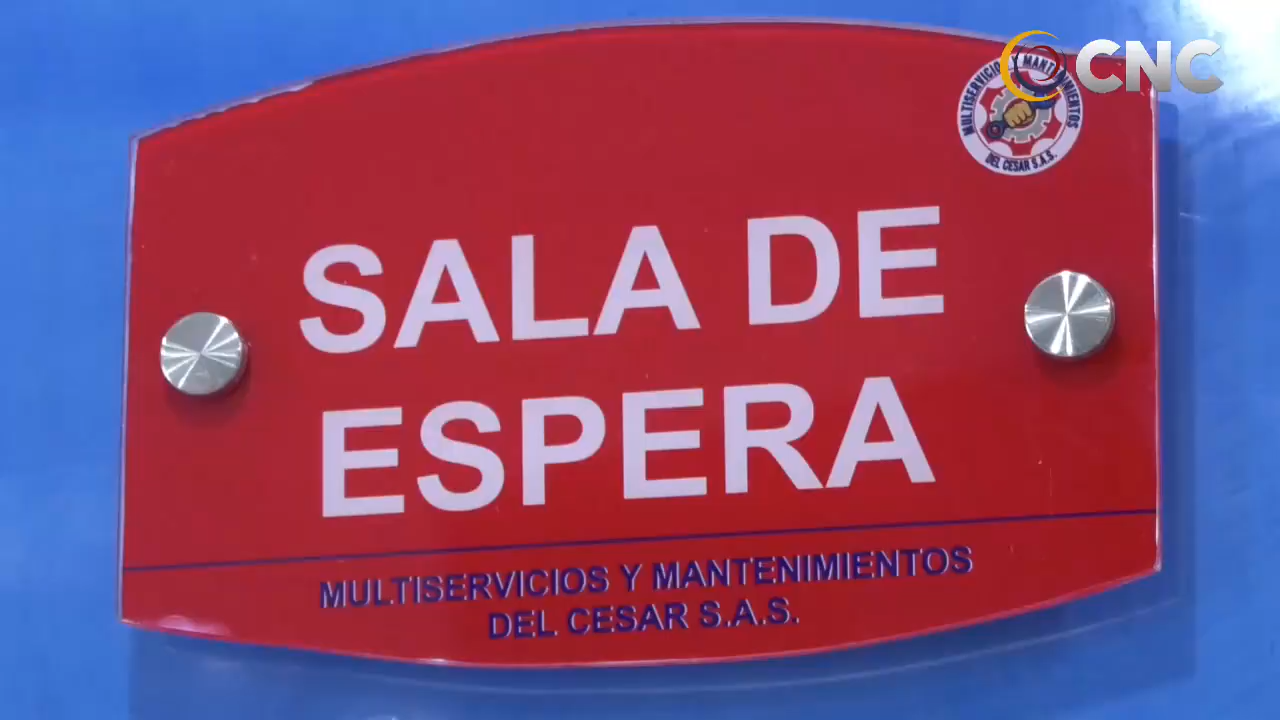 CNC
MULTISERVICIOS Y MANTENIMIENTOS
DEL CESAR S.A.S.
SALA DE
ESPERA
MULTISERVICIOS Y MANTENIMIENTOS
DEL CESAR S.A.S.